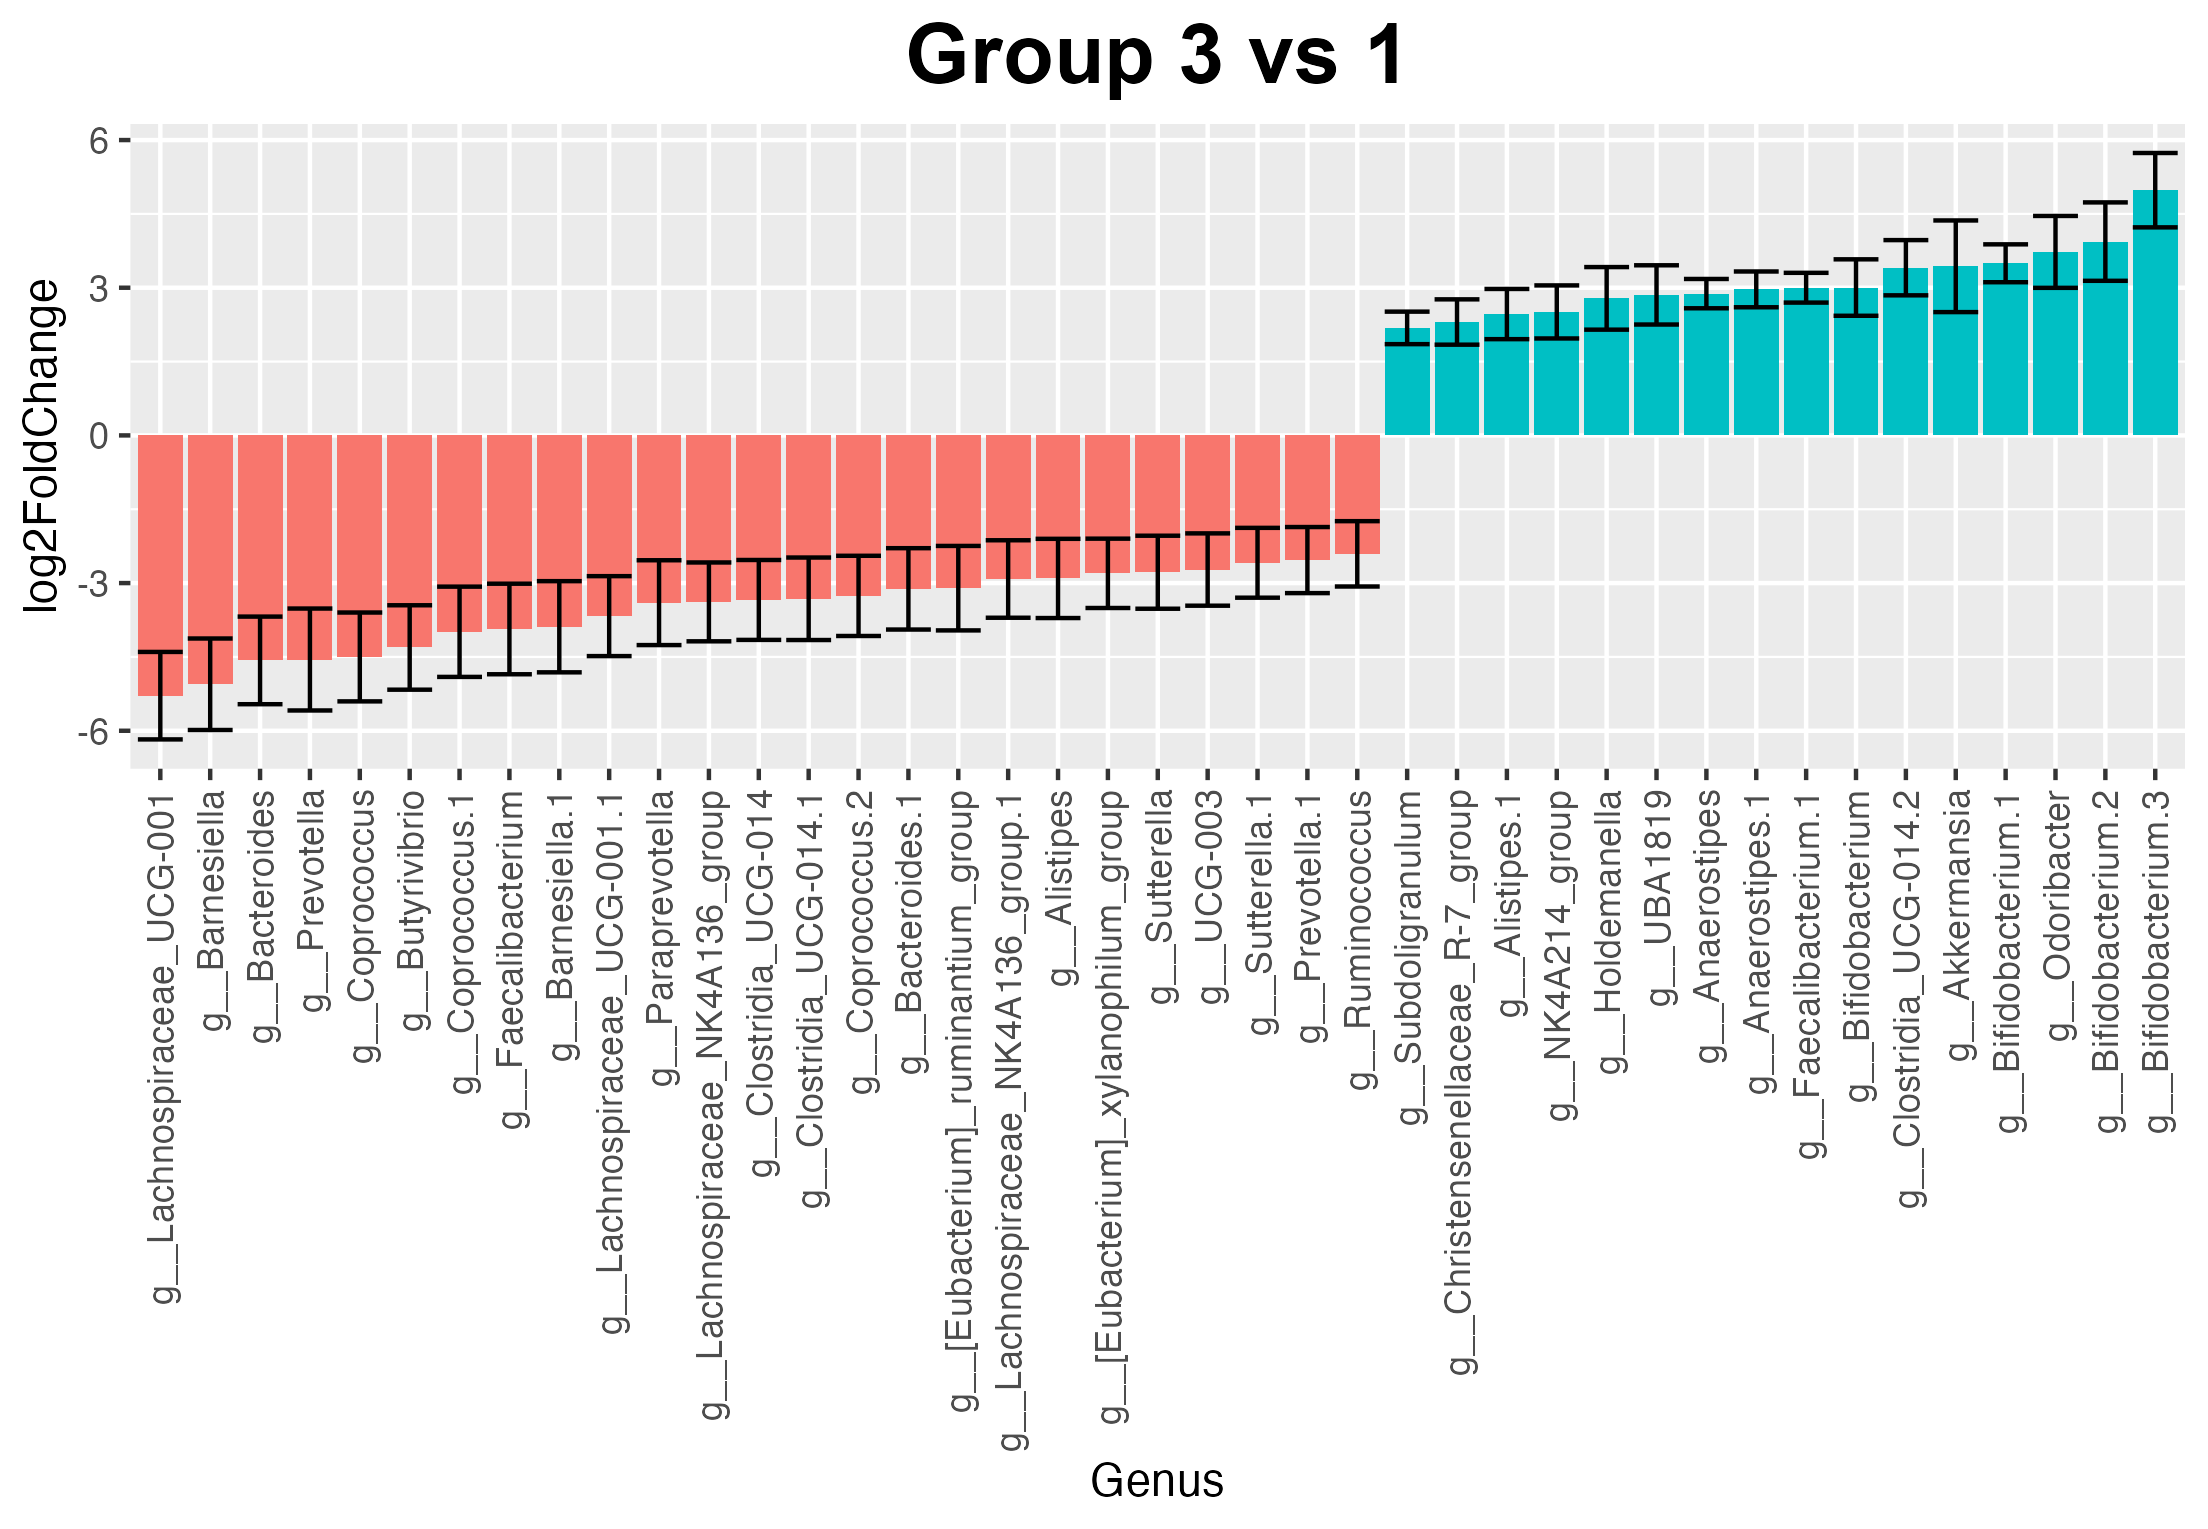 Group 3 vs 1
log2FoldChange
6
3
0
-3
-6
g__Lachnospiraceae_UCG-001
g__Barnesiella
g__Bacteroides
g__Prevotella
g__Coprococcus
g__Butyrivibrio
g__Coprococcus.1
g__Faecalibacterium
g__Barnesiella.1
g__Lachnospiraceae_UCG-001.1
g__Paraprevotella
g__Lachnospiraceae_NK4A136_group
g__Clostridia_UCG-014
g__Clostridia_UCG-014.1
g__Coprococcus.2
g__Bacteroides.1
g__[Eubacterium]_ruminantium_group
g__Lachnospiraceae_NK4A136_group.1
g__Alistipes
g__[Eubacterium]_xylanophilum_group
g__Sutterella
g__UCG-003
g__Sutterella.1
g__Prevotella.1
g__Ruminococcus
g__Subdoligranulum
g__Christensenellaceae_R-7_group
g__Alistipes.1
g__NK4A214_group
g__Holdemanella
g__UBA1819
g__Anaerostipes
g__Anaerostipes.1
g__Faecalibacterium.1
g__Bifidobacterium
g__Clostridia_UCG-014.2
g__Akkermansia
g__Bifidobacterium.1
g__Odoribacter
g__Bifidobacterium.2
g__Bifidobacterium.3
Genus